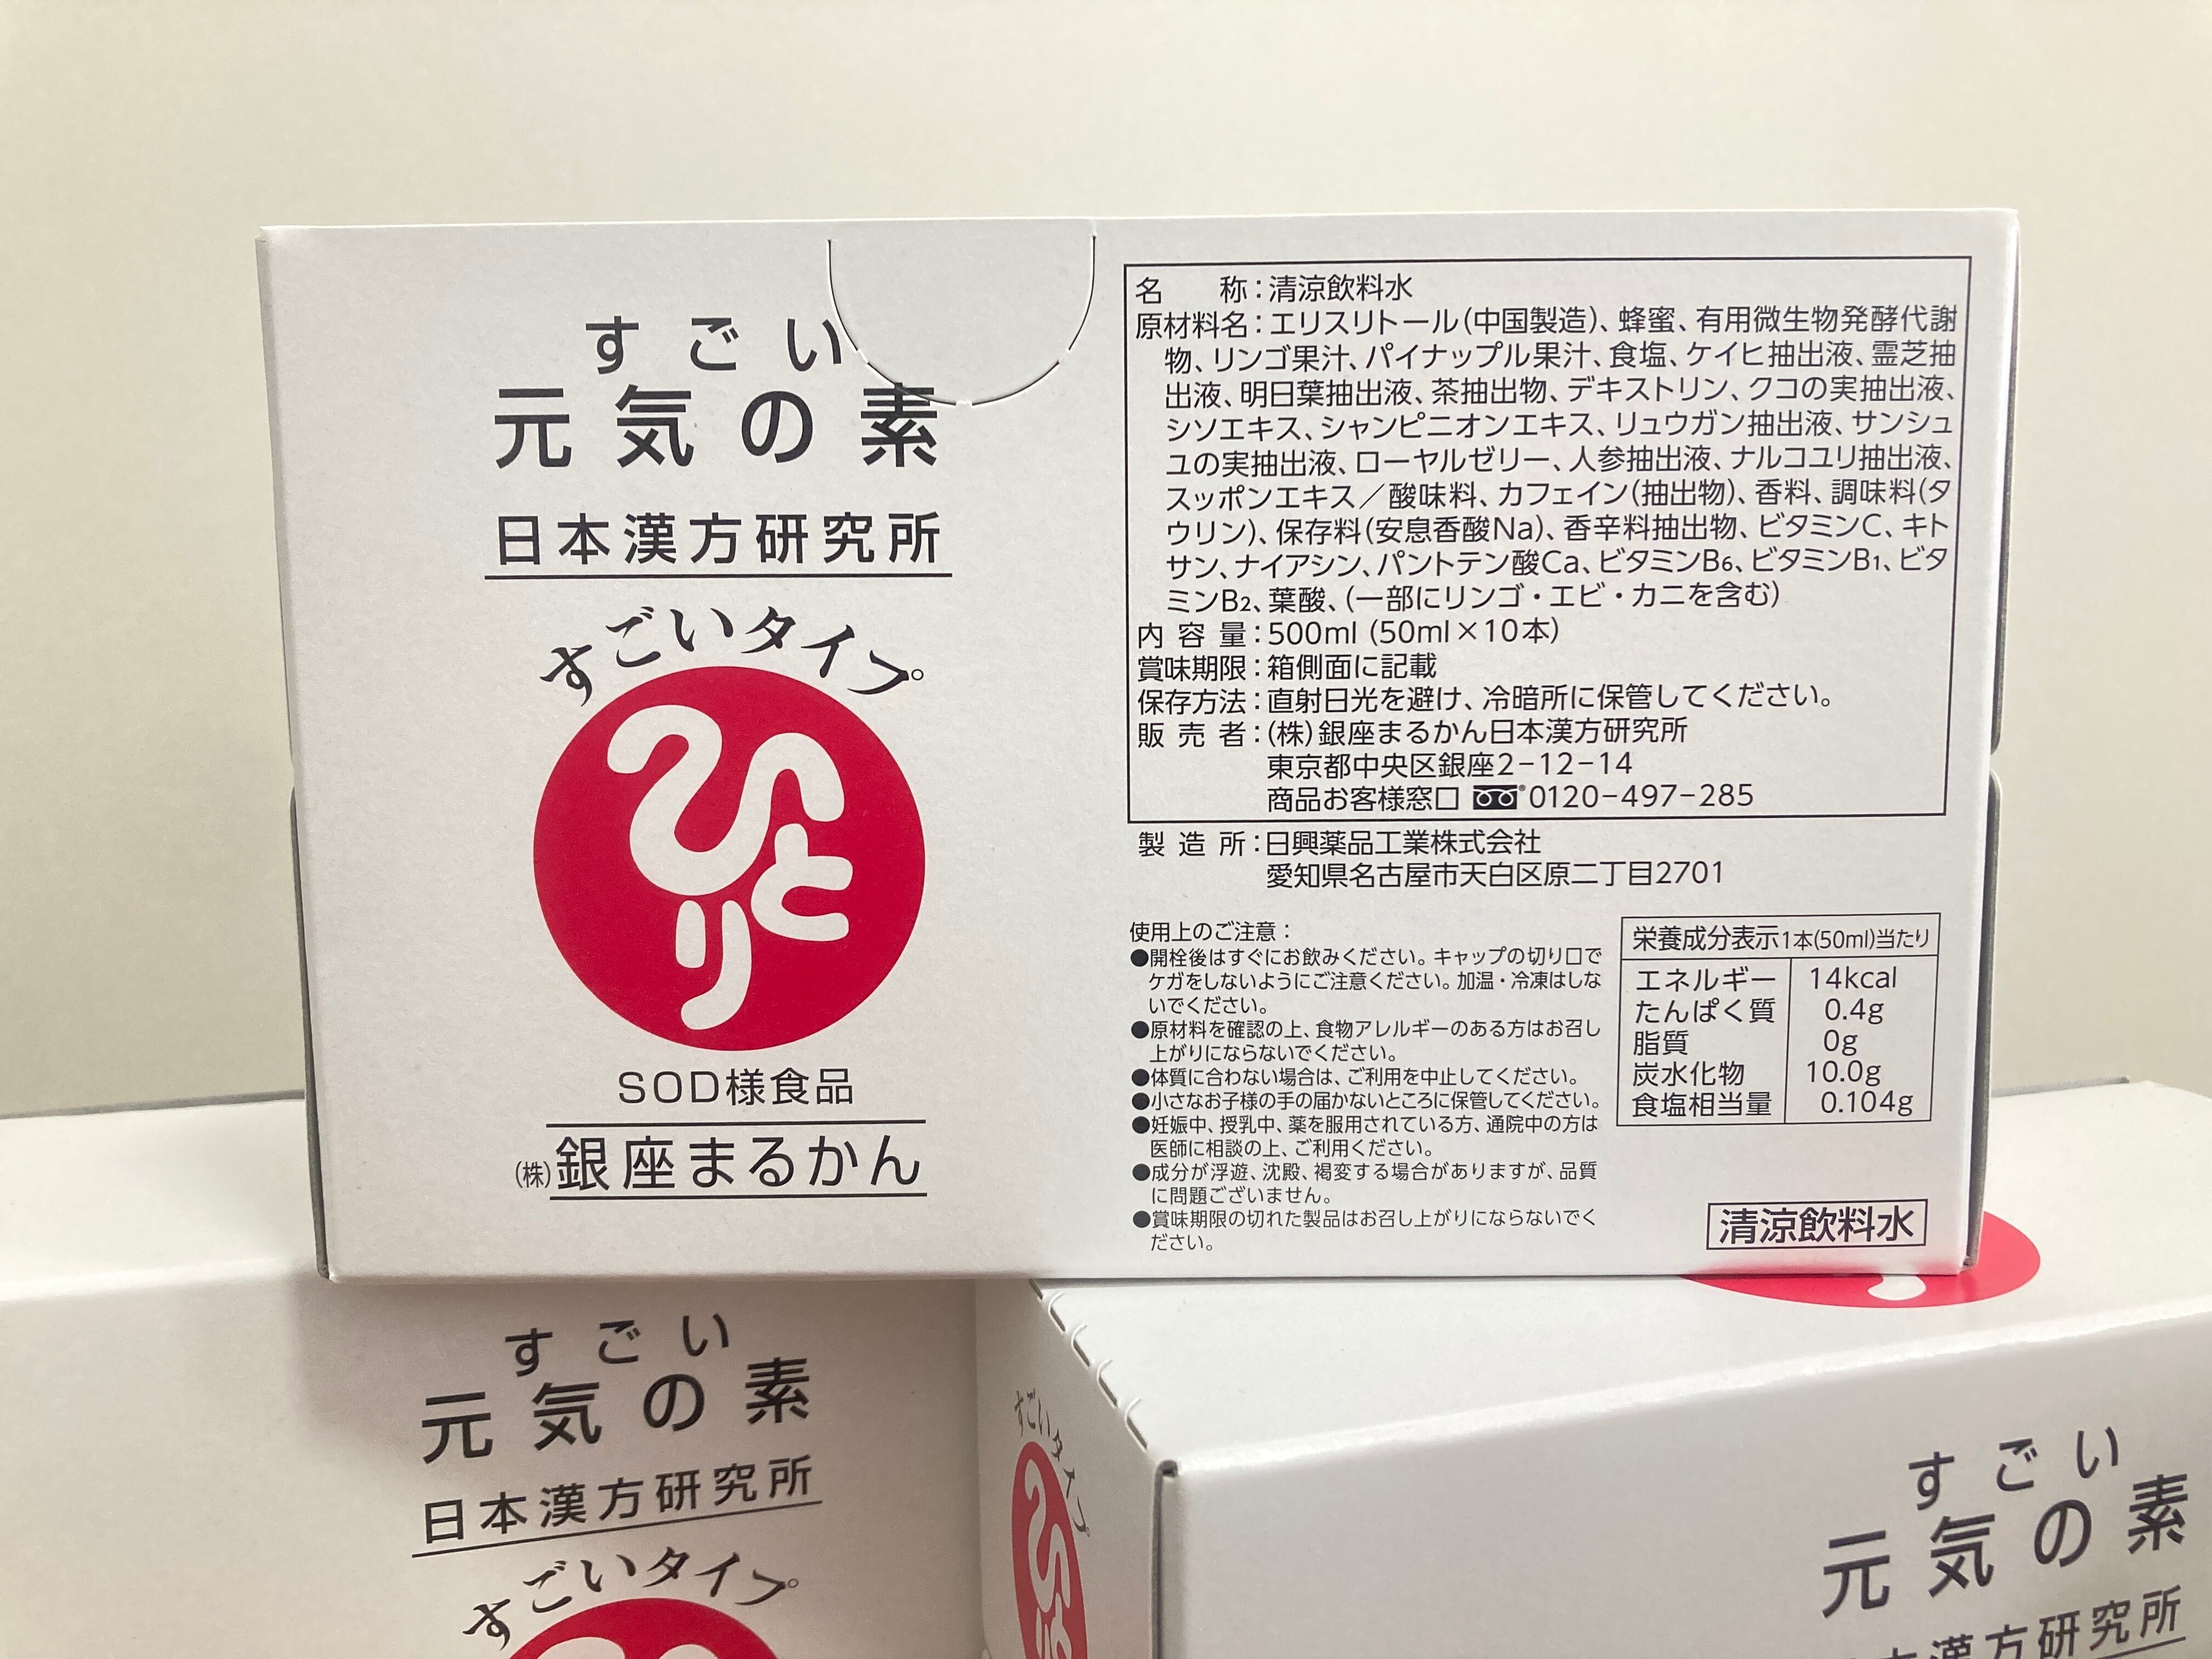 すごい
元気の素
日本漢方研究所
すごいタイプ
ひとり
SOD様食品
(株)銀座まるかん
名　称：清涼飲料水
原材料名：エリスリトール(中国製造)、蜂蜜、有用微生物発酵代謝
物、リンゴ果汁、パイナップル果汁、食塩、ケイヒ抽出液、霊芝抽
出液、明日葉抽出液、茶抽出物、デキストリン、クコの実抽出液、
シソエキス、シャンピニオンエキス、リュウガン抽出液、サンシュ
ユの実抽出液、ローヤルゼリー、人参抽出液、ナルコユリ抽出液、
スッポンエキス／酸味料、カフェイン(抽出物)、香料、調味料(タ
ウリン)、保存料(安息香酸Na)、香辛料抽出物、ビタミンC、キト
サン、ナイアシン、パントテン酸Ca、ビタミンB₆、ビタミンB₁、ビタ
ミンB₂、葉酸、(一部にリンゴ・エビ・カニを含む)
内容量：500ml (50ml×10本)
賞味期限：箱側面に記載
保存方法：直射日光を避け、冷暗所に保管してください。
販売者：(株)銀座まるかん日本漢方研究所
東京都中央区銀座2-12-14
商品お客様窓口 0120-497-285
製造所：日興薬品工業株式会社
愛知県名古屋市天白区原二丁目2701
使用上のご注意：
●開栓後はすぐにお飲みください。キャップの切り口で
ケガをしないようにご注意ください。加温・冷凍はしな
いでください。
●原材料を確認の上、食物アレルギーのある方はお召し
上がりにならないでください。
●体質に合わない場合は、ご利用を中止してください。
●小さなお子様の手の届かないところに保管してください。
●妊娠中、授乳中、薬を服用されている方、通院中の方は
医師に相談の上、ご利用ください。
●成分が浮遊、沈殿、褐変する場合がありますが、品質
に問題ございません。
●賞味期限の切れた製品はお召し上がりにならないでく
ださい。
栄養成分表示1本(50ml)当たり
エネルギー 14kcal
たんぱく質 0.4g
脂質 0g
炭水化物 10.0g
食塩相当量 0.104g
清涼飲料水
すごい
元気の素
日本漢方研究所
すごいタイプ
すごいタイプ
すごい
元気の素
漢方研究所